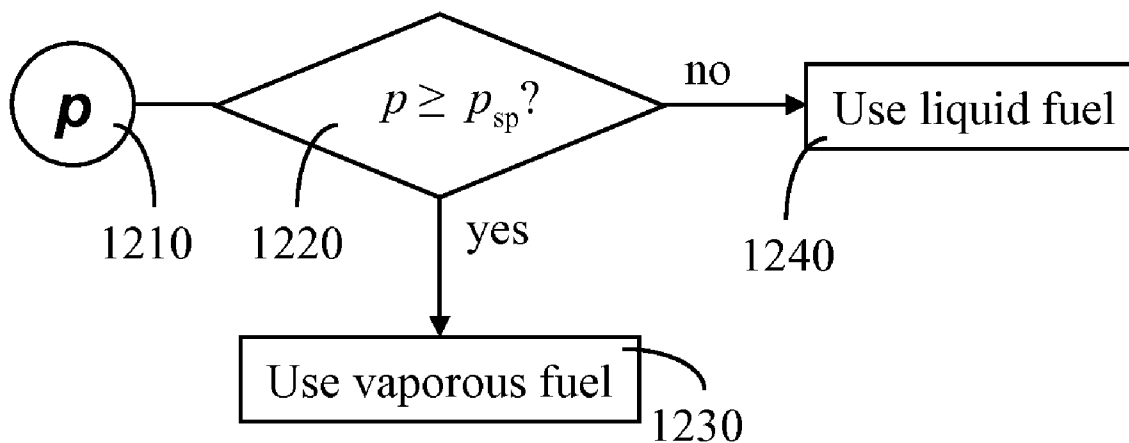 p
p ≥ p_sp?
no
Use liquid fuel
1210
1220
yes
1240
Use vaporous fuel
1230